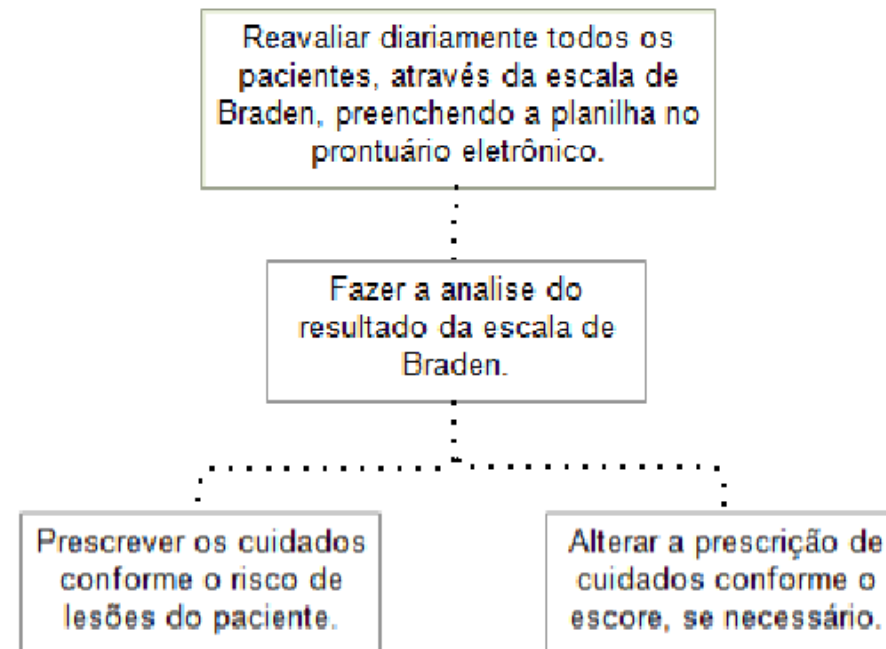 Reavaliar diariamente todos os
pacientes, através da escala de
Braden, preenchendo a planilha no
prontuário eletrônico.
Fazer a analise do
resultado da escala de
Braden.
Prescrever os cuidados
conforme o risco de
lesões do paciente.
Alterar a prescrição de
cuidados conforme o
escore, se necessário.